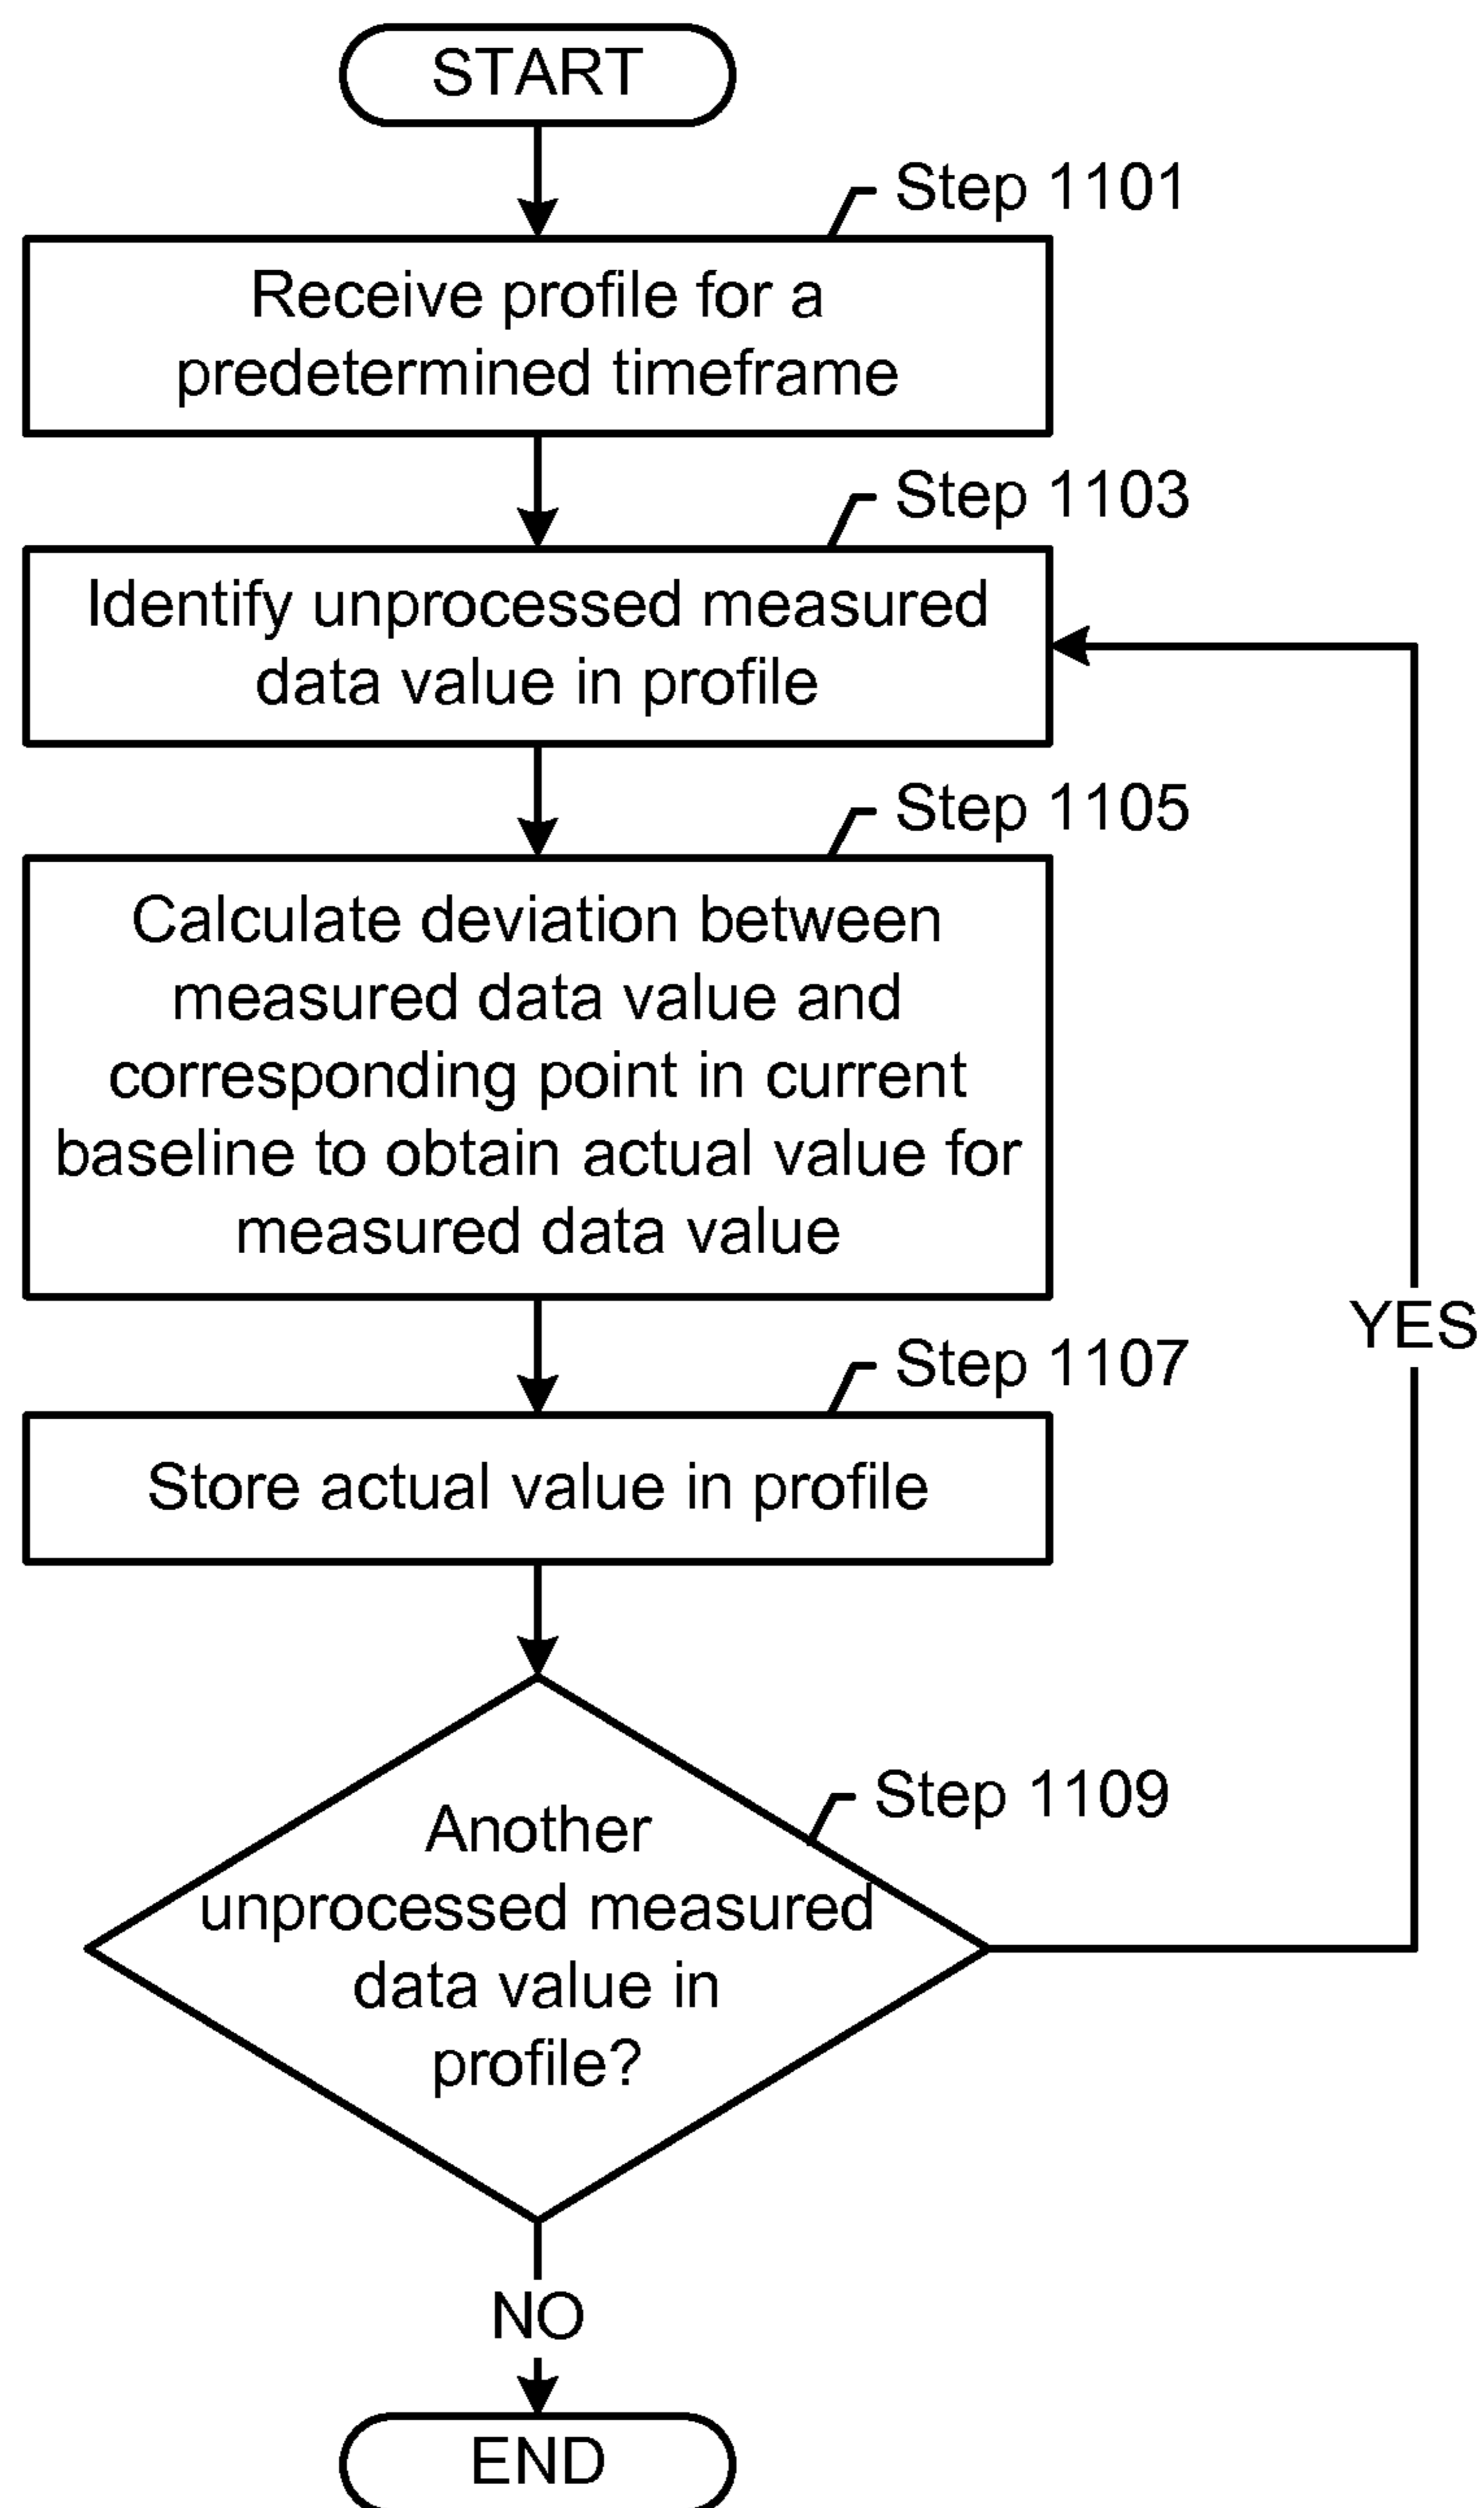 START
Step 1101
Receive profile for a
predetermined timeframe
Step 1103
Identify unprocessed measured
data value in profile
Step 1105
Calculate deviation between
measured data value and
corresponding point in current
baseline to obtain actual value for
measured data value
YES
Step 1107
Store actual value in profile
Step 1109
Another
unprocessed measured
data value in
profile?
NO
END